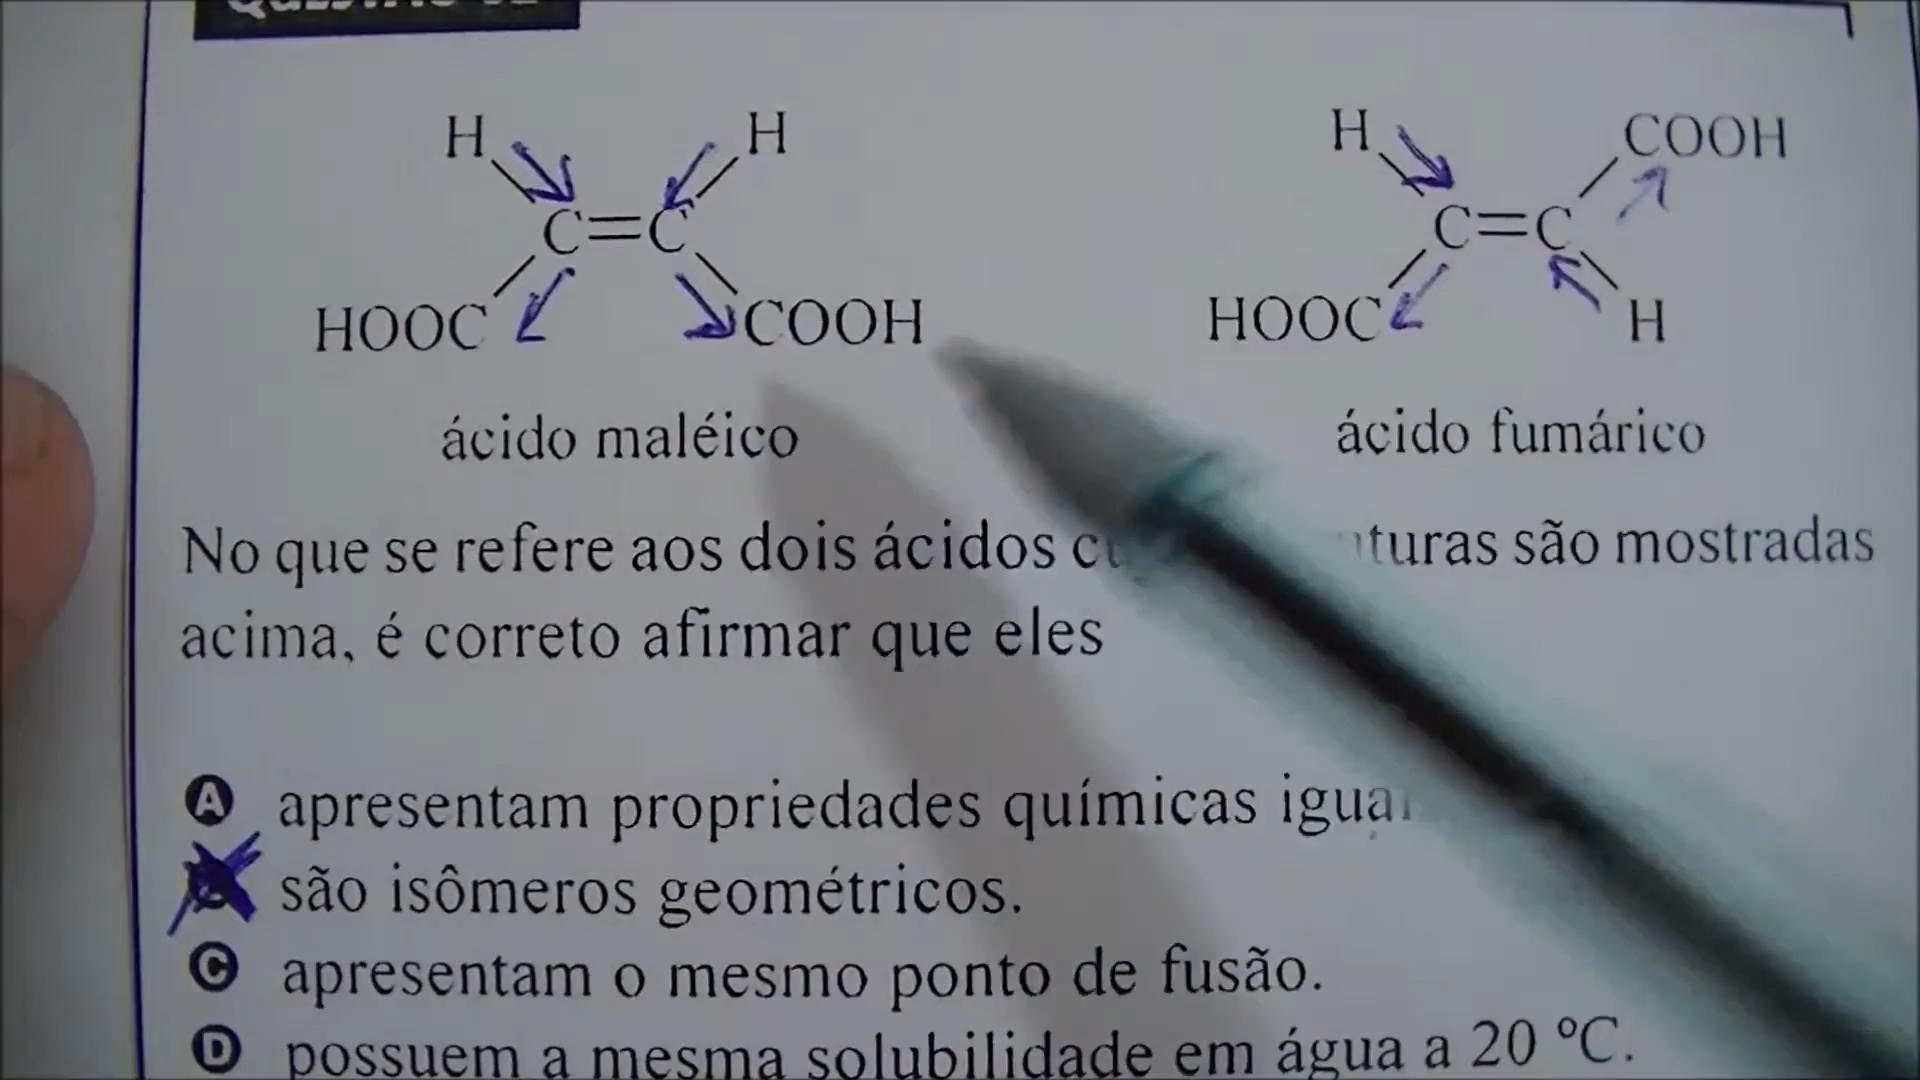 H H
C=C
HOOC COOH
ácido maléico
H COOH
C=C
HOOC H
ácido fumárico
No que se refere aos dois ácidos são mostradas
acima, é correto afirmar que eles
A apresentam propriedades químicas
são isômeros geométricos.
C apresentam o mesmo ponto de fusão.
D possuem a mesma solubilidade em água a 20 ºC.